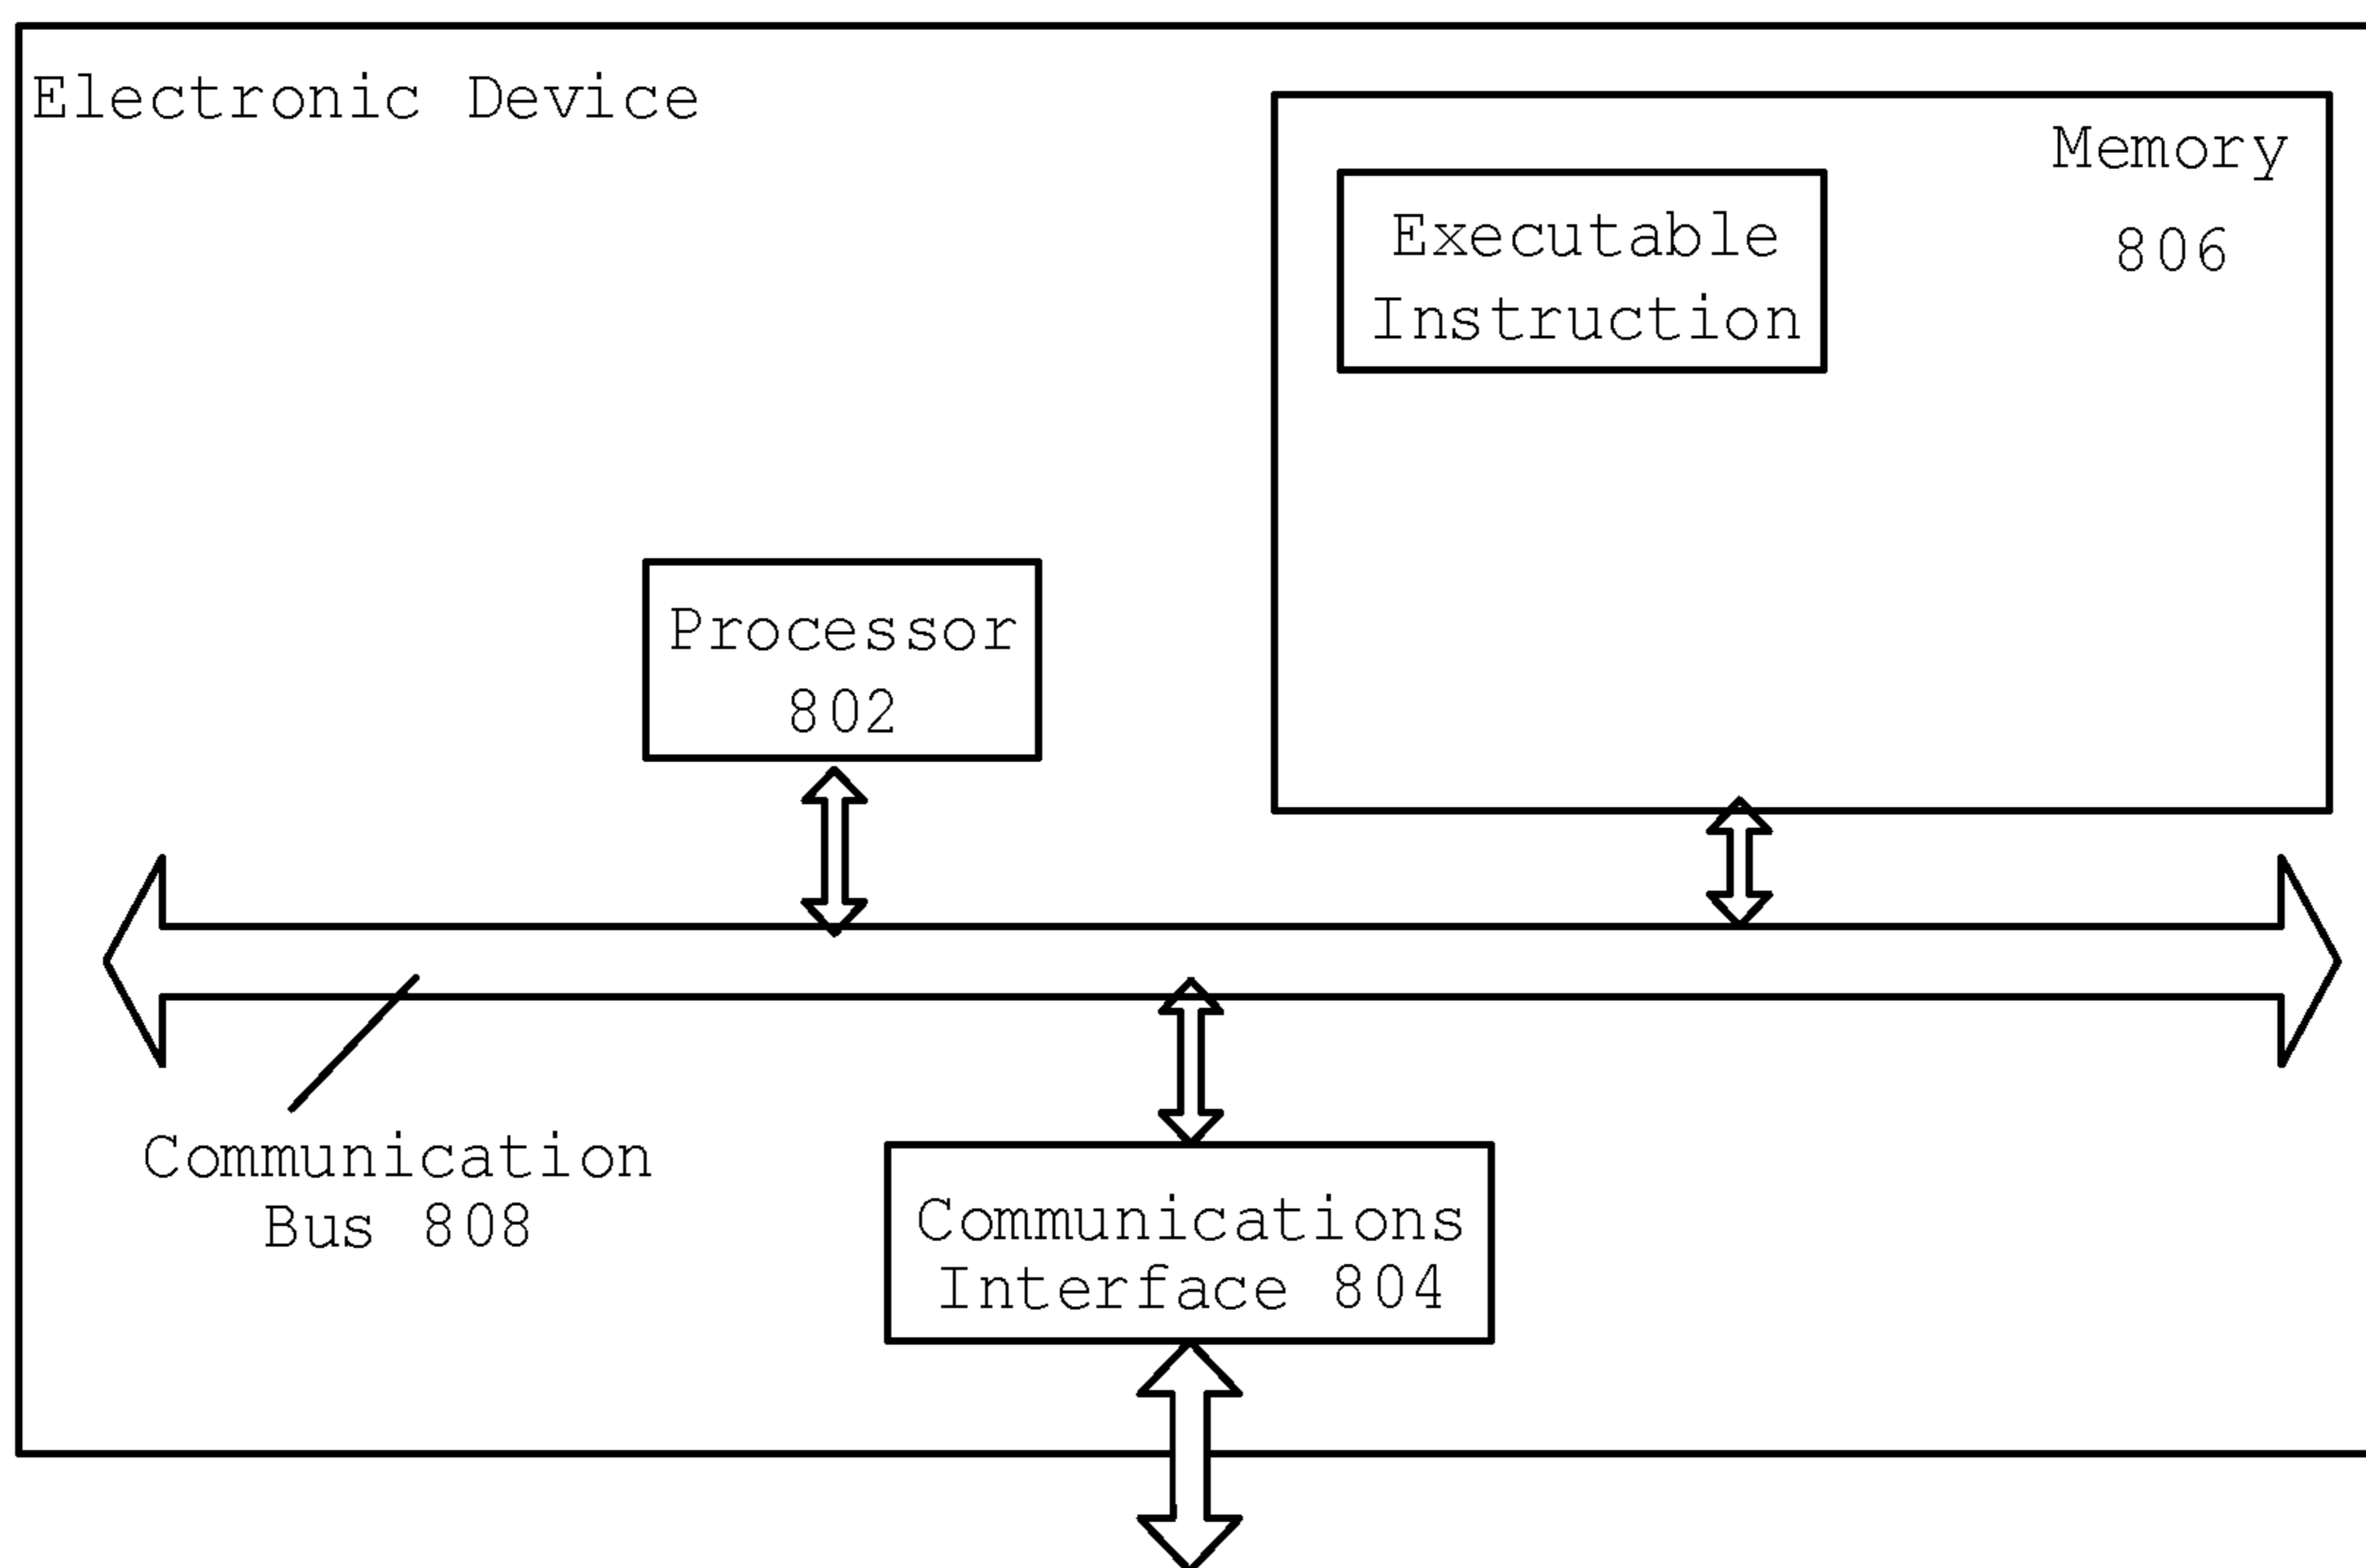 Electronic Device
Memory
806
Executable
Instruction
Processor
802
Communication
Bus 808
Communications
Interface 804